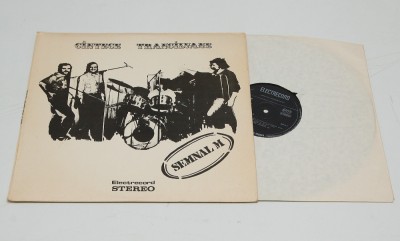 CÎNTECE TRANSILVANE
SEMNAL M
Electrecord
STEREO
ELECTRECORD